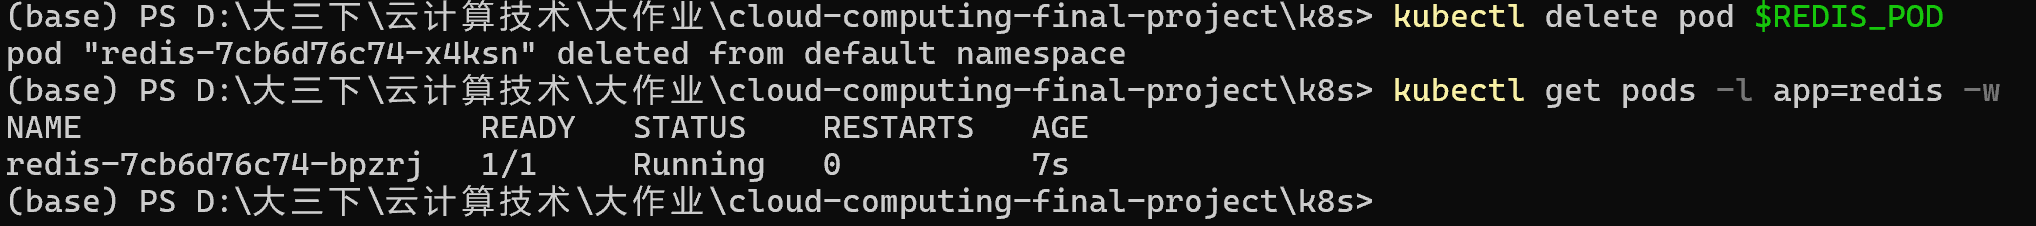 (base) PS D:\大三下\云计算技术\大作业\cloud-computing-final-project\k8s> kubectl delete pod $REDIS_POD
pod "redis-7cb6d76c74-x4ksn" deleted from default namespace
(base) PS D:\大三下\云计算技术\大作业\cloud-computing-final-project\k8s> kubectl get pods -l app=redis -w
NAME                     READY   STATUS    RESTARTS   AGE
redis-7cb6d76c74-bpzrj   1/1     Running   0          7s
(base) PS D:\大三下\云计算技术\大作业\cloud-computing-final-project\k8s>